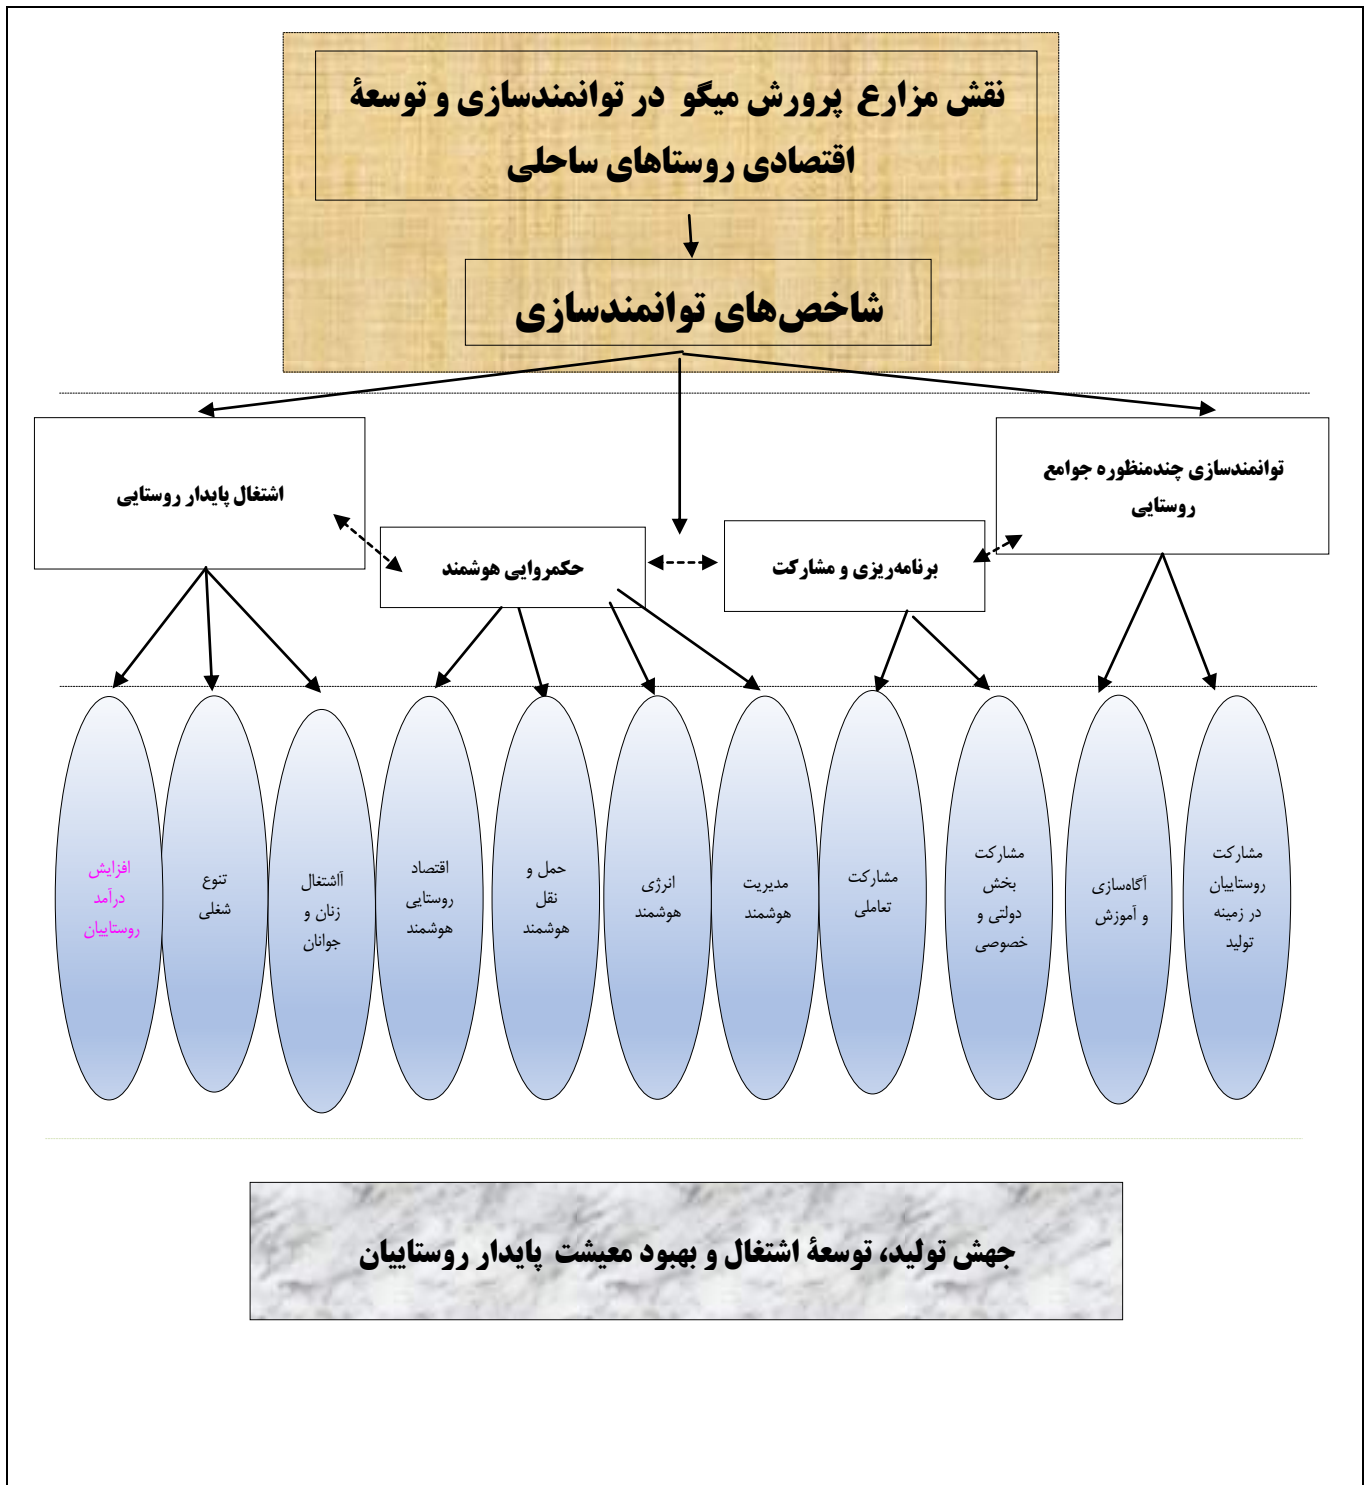 نقش مزارع پرورش میگو در توانمندسازی و توسعهٔ
اقتصادی روستاهای ساحلی
شاخص‌های توانمندسازی
توانمندسازی چندمنظوره جوامع
روستایی
برنامه‌ریزی و مشارکت
حکمروایی هوشمند
اشتغال پایدار روستایی
مشارکت
روستاییان
در زمینه
تولید
آگاه‌سازی
و آموزش
مشارکت
بخش
دولتی و
خصوصی
مشارکت
تعاملی
مدیریت
هوشمند
انرژی
هوشمند
حمل و
نقل
هوشمند
اقتصاد
روستایی
هوشمند
آاشتغال
زنان و
جوانان
تنوع
شغلی
افزایش
درآمد
روستاییان
جهش تولید، توسعهٔ اشتغال و بهبود معیشت پایدار روستاییان